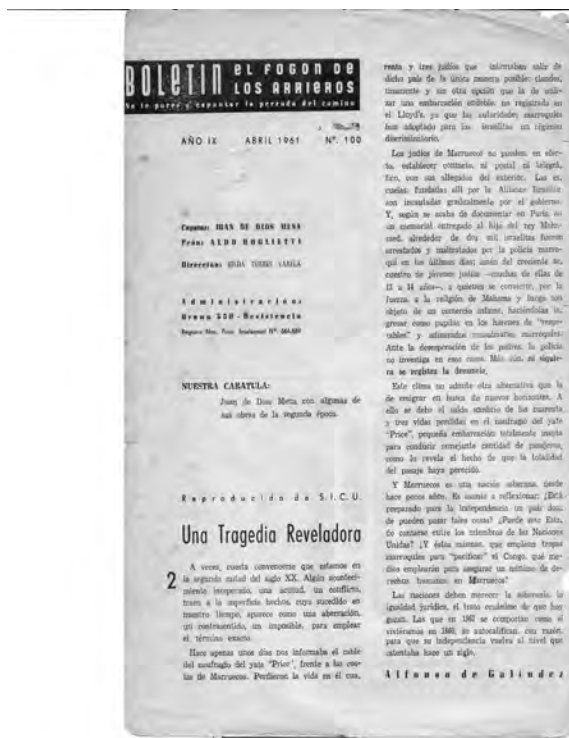 BOLETIN EL FOGON DE
LOS ARRIEROS
AÑO IX ABRIL 1961 Nº. 100
Capataz: JUAN DE DIOS MENA
Peón: ALDO BOGLIETTI
Direccion: HILDA TORRES VARELA
Administracion:
Brown 350 - Resistencia
NUESTRA CARATULA:
Juan de Dios Mena con algunas de
sus obras de la segunda época.
Reproducido de S.I.C.U.
Una Tragedia Reveladora
A veces, cuesta convencerse que estamos en
la segunda mitad del siglo XX. Algún aconteci-
miento inesperado, una actitud, un conflicto,
traen a la superficie hechos, cuyo sucedido en
nuestro tiempo, aparece como una aberración,
un contrasentido, un imposible, para emplear
el término exacto.
Hace apenas unos días nos informaba el cable
del naufragio del yate "Price", frente a las cos-
tas de Marruecos. Perdieron la vida en él cua,
2
renta y tres judíos que intentaban salir de
dicho país de la única manera posible: clandes,
tinamente y sin otra opción que la de utili-
zar una embarcación endeble, no registrada en
el Lloyd's, ya que las autoridades marroquíes
han adoptado para los israelitas un régimen
discriminatorio.
Los judíos de Marruecos no pueden, en efec-
to, establecer contacto, ni postal ni telegrá,
fico, con sus allegados del exterior. Las es,
cuelas fundadas allí por la Alliance Israélite
son incautadas gradualmente por el gobierno.
Y, según se acaba de documentar en París, en
un memorial entregado al hijo del rey Moha-
med, alrededor de dos mil israelitas fueron
arrestados y maltratados por la policía marro-
quí en los últimos días; amén del creciente se,
cuestro de jóvenes judías —muchas de ellas de
12 a 14 años—, a quienes se convierte, por la
fuerza, a la religión de Mahoma y luego son
objeto de un comercio infame, haciéndolas in,
gresar como pupilas en los harenes de "respe-
tables" y adinerados musulmanes marroquíes.
Ante la desesperación de los padres, la policía
no investiga en esos casos. Más aún, ni siquie-
ra se registra la denuncia.
Este clima no admite otra alternativa que la
de emigrar en busca de nuevos horizontes. A
ello se debe el saldo sombrío de las cuarenta
y tres vidas perdidas en el naufragio del yate
"Price", pequeña embarcación totalmente inepta
para conducir semejante cantidad de pasajeros,
como lo revela el hecho de que la totalidad
del pasaje haya perecido.
Y Marruecos es una nación soberana, desde
hace pocos años. Es cuando a reflexionar: ¿Está
preparado para la independencia un país don,
de pueden pasar tales cosas? ¿Puede este Esta,
do contarse entre los miembros de las Naciones
Unidas? ¿Y éstas mismas, que emplean tropas
marroquíes para "pacificar" el Congo, qué me-
dios emplearán para asegurar un mínimo de de-
rechos humanos en Marruecos?
Las naciones deben merecer la soberanía, la
igualdad jurídica, el trato ecuánime de que hoy
gozan. Las que en 1961 se comportan como si
viviéramos en 1860, se autocalifican, con razón,
para que su independencia vuelva al nivel que
ostentaba hace un siglo.
Alfonso de Galindez